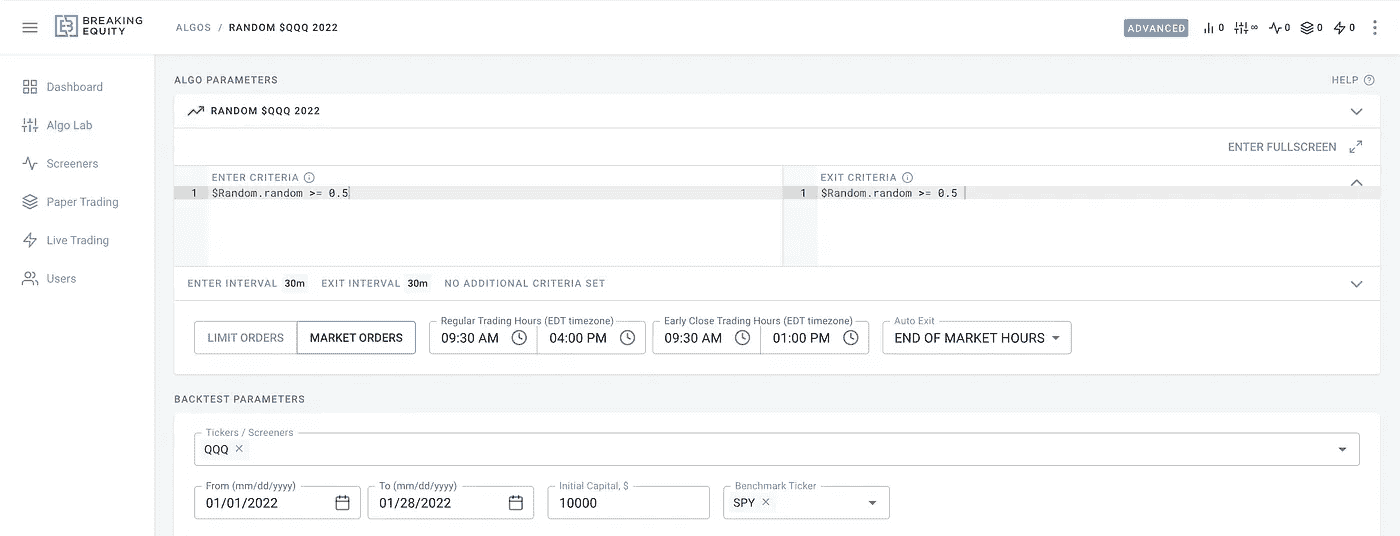 BREAKING
EQUITY
ALGOS / RANDOM $QQQ 2022
ADVANCED 0 ∞ 0 0 0
Dashboard
Algo Lab
Screeners
Paper Trading
Live Trading
Users
ALGO PARAMETERS
HELP
RANDOM $QQQ 2022
ENTER FULLSCREEN
ENTER CRITERIA
1 $Random.random >= 0.5
EXIT CRITERIA
1 $Random.random >= 0.5
ENTER INTERVAL 30m EXIT INTERVAL 30m NO ADDITIONAL CRITERIA SET
LIMIT ORDERS MARKET ORDERS
Regular Trading Hours (EDT timezone)
09:30 AM 04:00 PM
Early Close Trading Hours (EDT timezone)
09:30 AM 01:00 PM
Auto Exit
END OF MARKET HOURS
BACKTEST PARAMETERS
Tickers / Screeners
QQQ ×
From (mm/dd/yyyy)
01/01/2022
To (mm/dd/yyyy)
01/28/2022
Initial Capital, $
10000
Benchmark Ticker
SPY ×